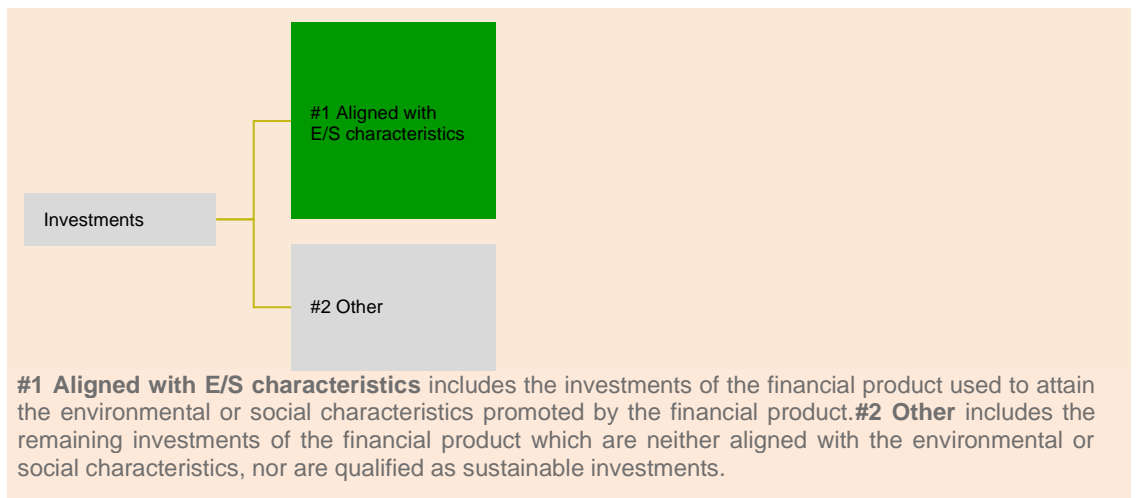 #1 Aligned with
E/S characteristics
Investments
#2 Other
#1 Aligned with E/S characteristics includes the investments of the financial product used to attain
the environmental or social characteristics promoted by the financial product.#2 Other includes the
remaining investments of the financial product which are neither aligned with the environmental or
social characteristics, nor are qualified as sustainable investments.